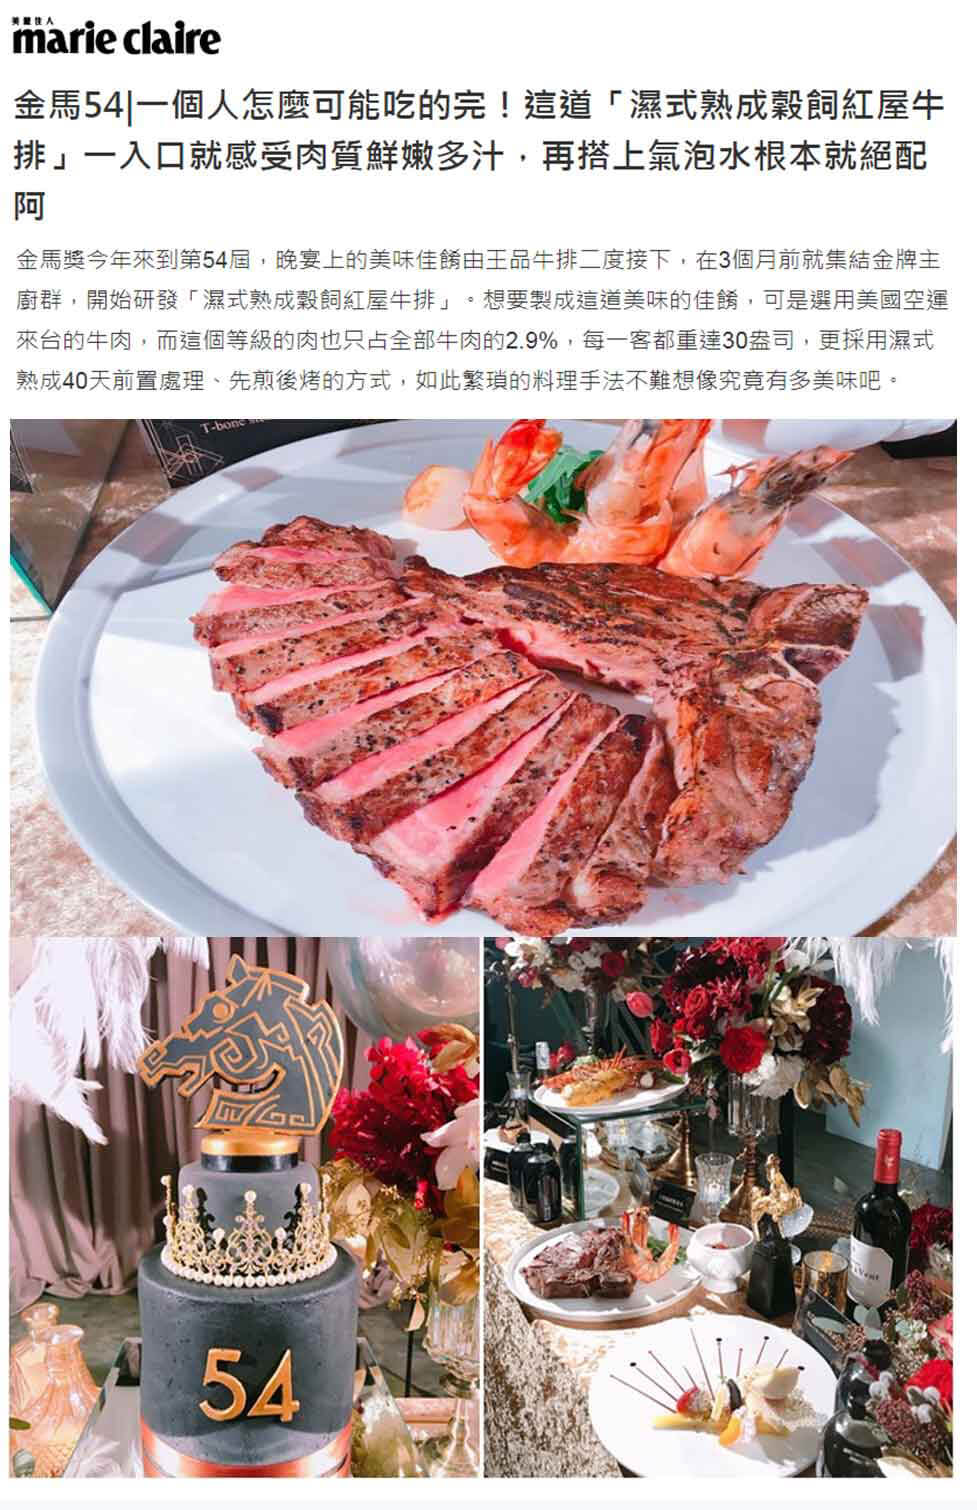 美麗佳人
marie claire
金馬54|一個人怎麼可能吃的完！這道「濕式熟成穀飼紅屋牛
排」一入口就感受肉質鮮嫩多汁，再搭上氣泡水根本就絕配
阿
金馬獎今年來到第54屆，晚宴上的美味佳餚由王品牛排二度接下，在3個月前就集結金牌主
廚群，開始研發「濕式熟成穀飼紅屋牛排」。想要製成這道美味的佳餚，可是選用美國空運
來台的牛肉，而這個等級的肉也只占全部牛肉的2.9%，每一客都重達30盎司，更採用濕式
熟成40天前置處理、先煎後烤的方式，如此繁瑣的料理手法不難想像究竟有多美味吧。
T-bone
54